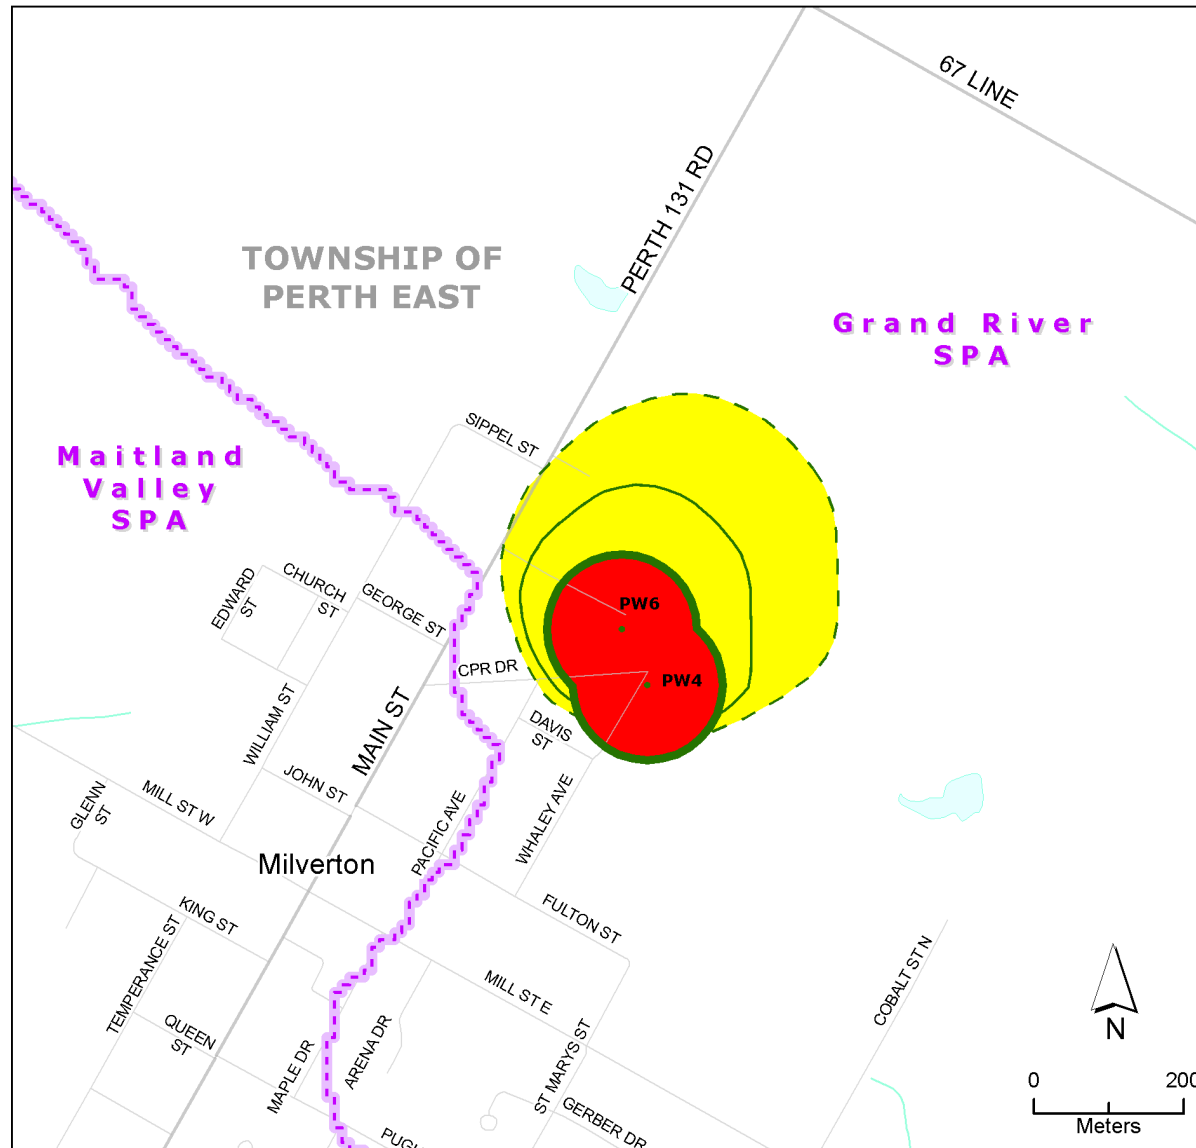 67 LINE
PERTH 131 RD
TOWNSHIP OF
PERTH EAST
Grand River
SPA
SIPPEL ST
Maitland
Valley
SPA
EDWARD
ST
CHURCH
ST
GEORGE ST
PW6
CPR DR
PW4
WILLIAM ST
MAIN ST
DAVIS
ST
JOHN ST
GLENN
ST
MILL ST W
PACIFIC AVE
WHALEY AVE
Milverton
KING ST
FULTON ST
TEMPERANCE ST
COBALT ST N
MILL ST E
N
QUEEN
ST
MAPLE DR
ARENA DR
ST MARYS ST
GERBER DR
0
200
Meters